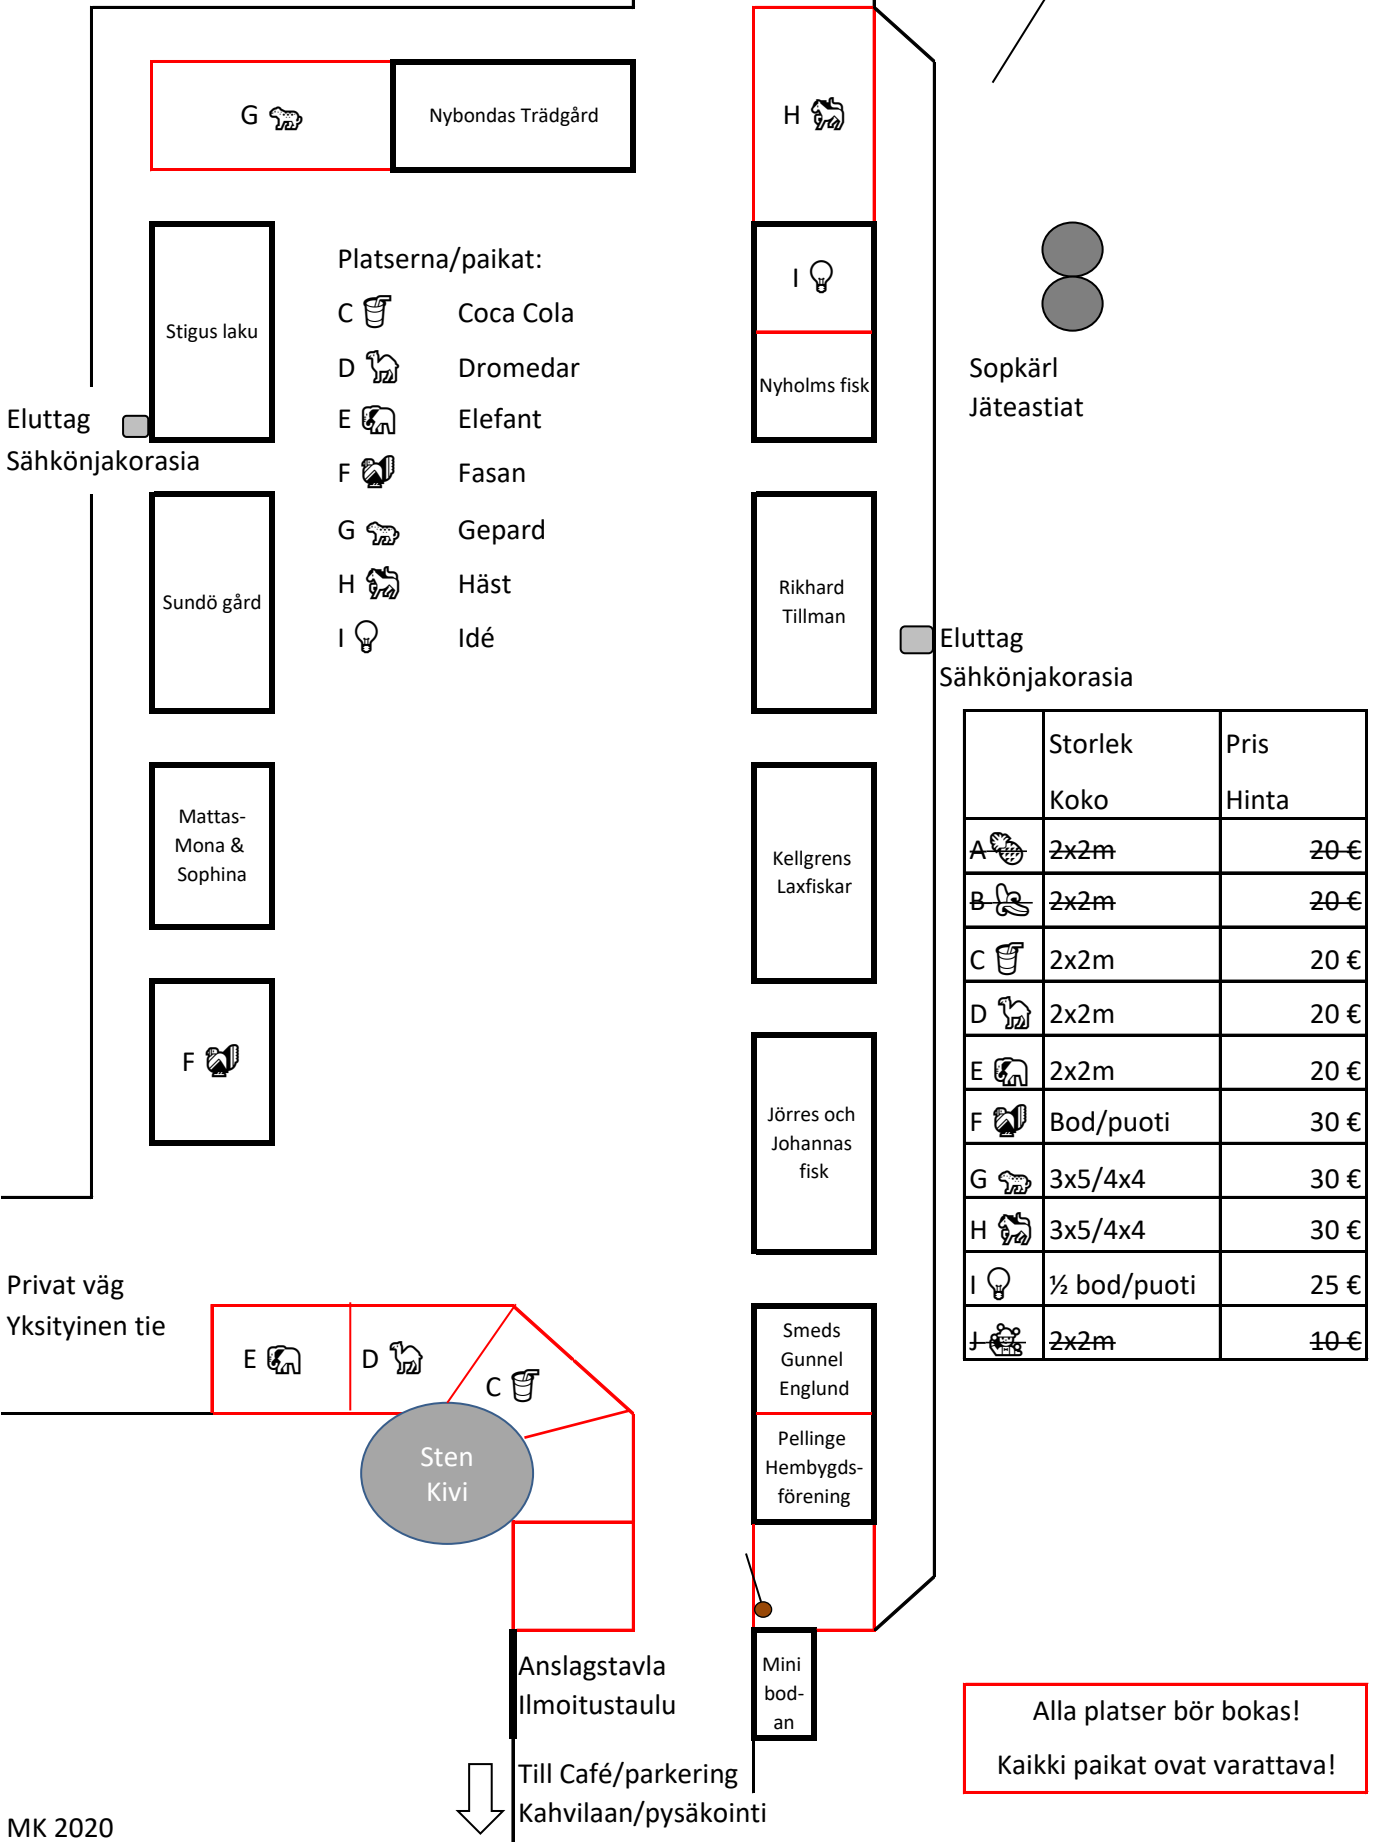 G
Nybondas Trädgård
H
Stigus laku
Platserna/paikat:
C Coca Cola
D Dromedar
E Elefant
F Fasan
G Gepard
H Häst
I Idé
I
Nyholms fisk
Sopkärl
Jäteastiat
Eluttag
Sähkönjakorasia
Sundö gård
Rikhard
Tillman
Eluttag
Sähkönjakorasia
Mattas-
Mona &
Sophina
Kellgrens
Laxfiskar
F
Jörres och
Johannas
fisk
Storlek Pris
Koko Hinta
A 2x2m 20 €
B 2x2m 20 €
C 2x2m 20 €
D 2x2m 20 €
E 2x2m 20 €
F Bod/puoti 30 €
G 3x5/4x4 30 €
H 3x5/4x4 30 €
I ½ bod/puoti 25 €
J 2x2m 10 €
Privat väg
Yksityinen tie
E
D
C
Sten
Kivi
Smeds
Gunnel
Englund
Pellinge
Hembygds-
förening
Anslagstavla
Ilmoitustaulu
Mini
bod-
an
Till Café/parkering
Kahvilaan/pysäkointi
Alla platser bör bokas!
Kaikki paikat ovat varattava!
MK 2020